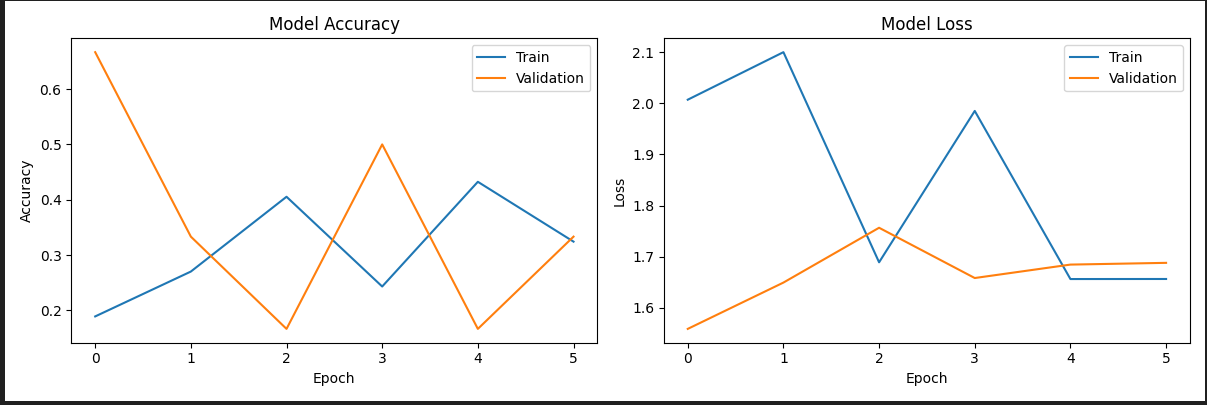 Model Accuracy
Train
Validation
0.6
0.5
0.4
0.3
0.2
Accuracy
0 1 2 3 4 5
Epoch
Model Loss
Train
Validation
2.1
2.0
1.9
1.8
1.7
1.6
Loss
0 1 2 3 4 5
Epoch